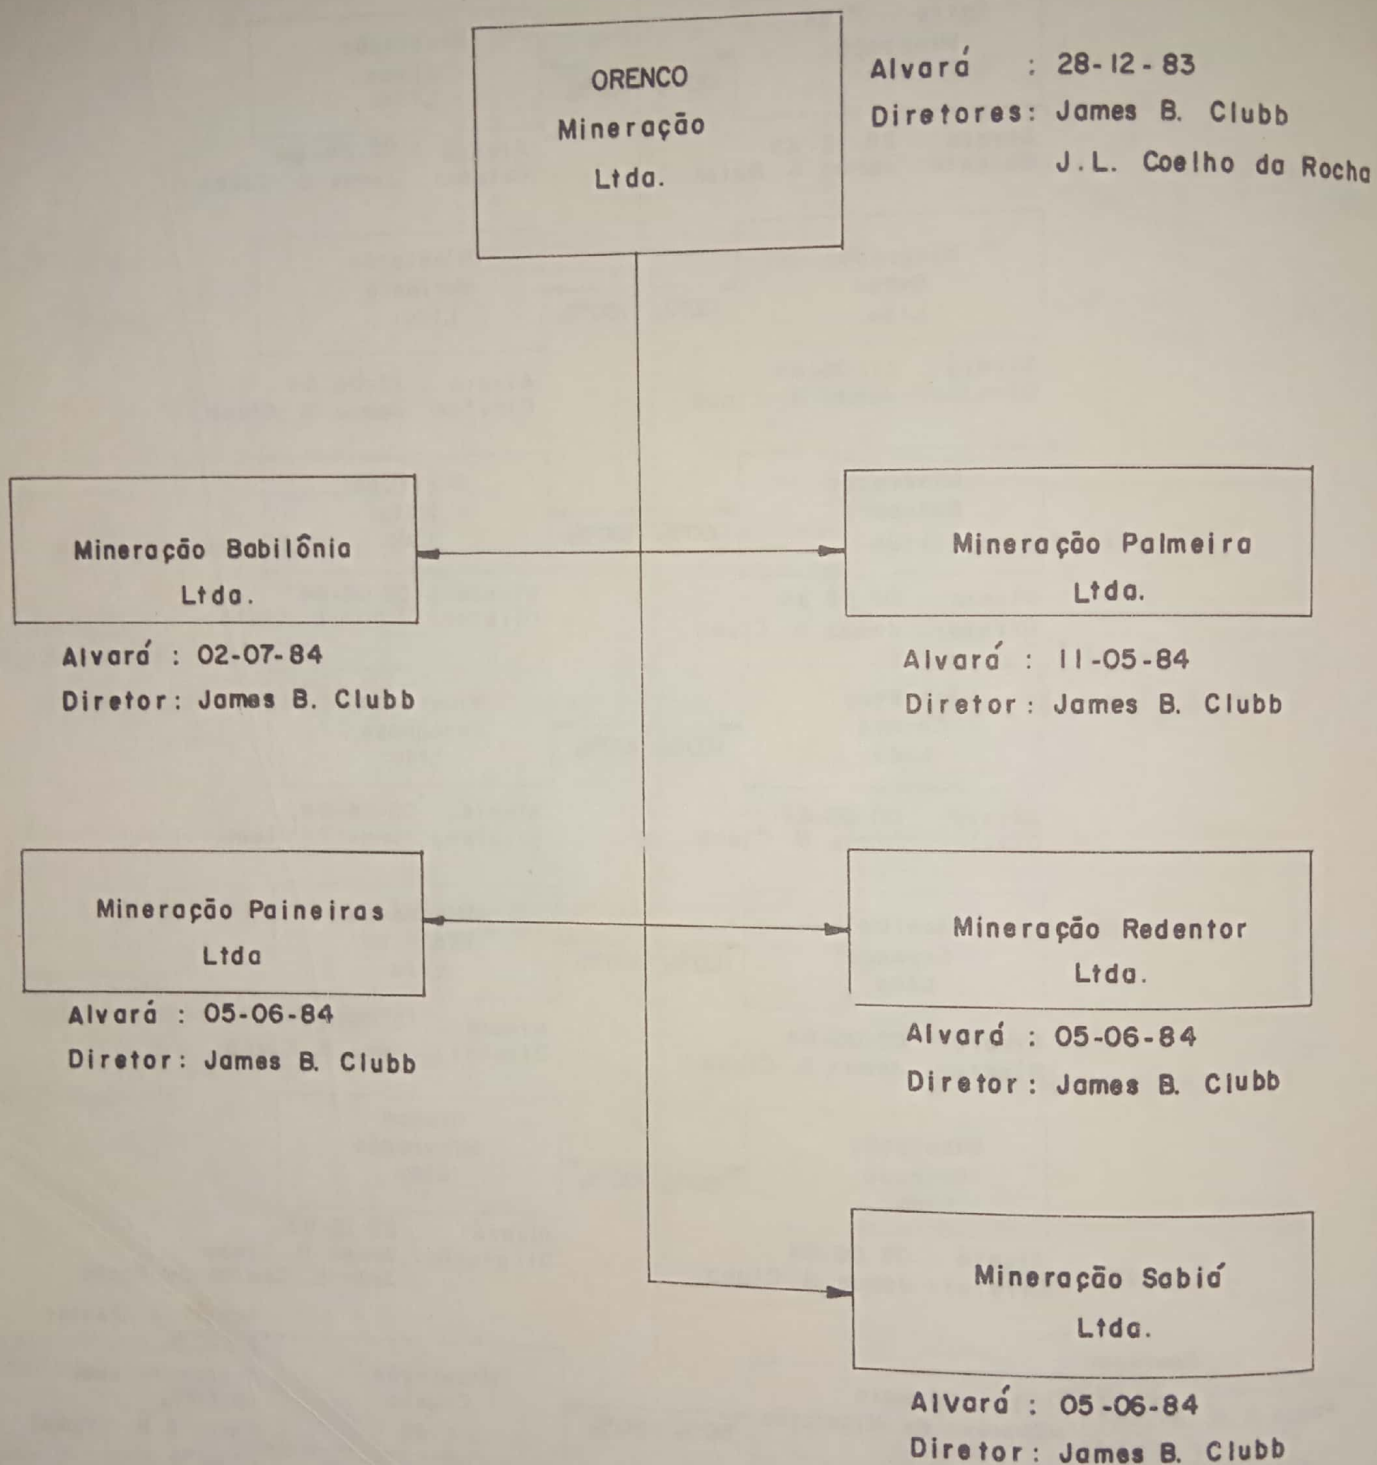 ORENCO
Mineração
Ltda.
Alvará : 28-12-83
Diretores: James B. Clubb
J.L. Coelho da Rocha
Mineração Babilônia
Ltda.
Alvará : 02-07-84
Diretor: James B. Clubb
Mineração Palmeira
Ltda.
Alvará : 11-05-84
Diretor: James B. Clubb
Mineração Paineiras
Ltda
Alvará : 05-06-84
Diretor: James B. Clubb
Mineração Redentor
Ltda.
Alvará : 05-06-84
Diretor: James B. Clubb
Mineração Sabiá
Ltda.
Alvará : 05-06-84
Diretor: James B. Clubb